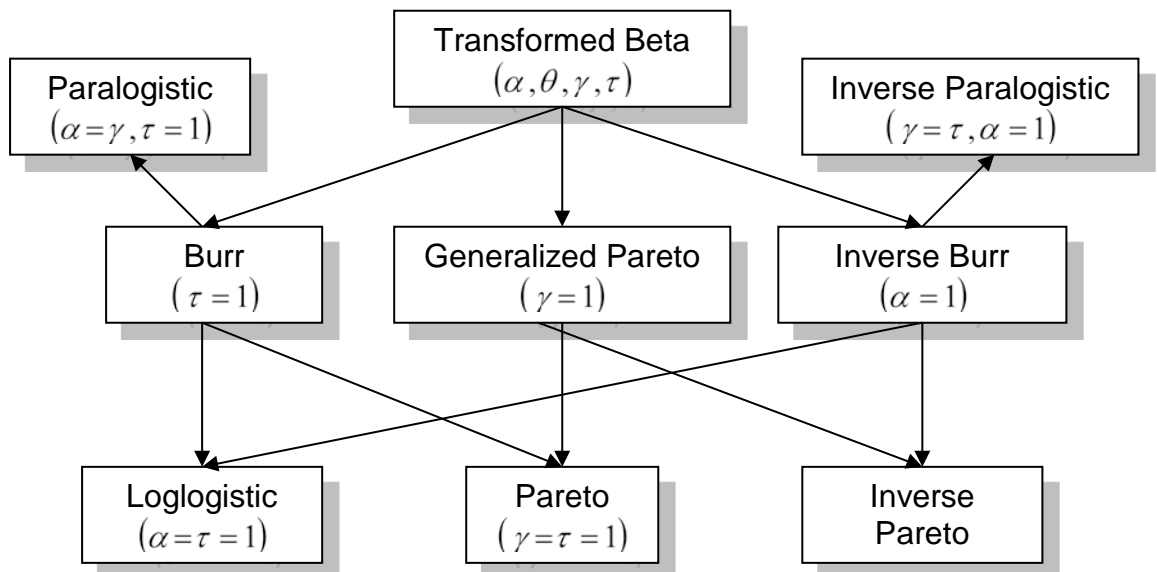 Transformed Beta
(α, θ, γ, τ)
Paralogistic
(α = γ, τ = 1)
Inverse Paralogistic
(γ = τ, α = 1)
Burr
(τ = 1)
Generalized Pareto
(γ = 1)
Inverse Burr
(α = 1)
Loglogistic
(α = τ = 1)
Pareto
(γ = τ = 1)
Inverse
Pareto